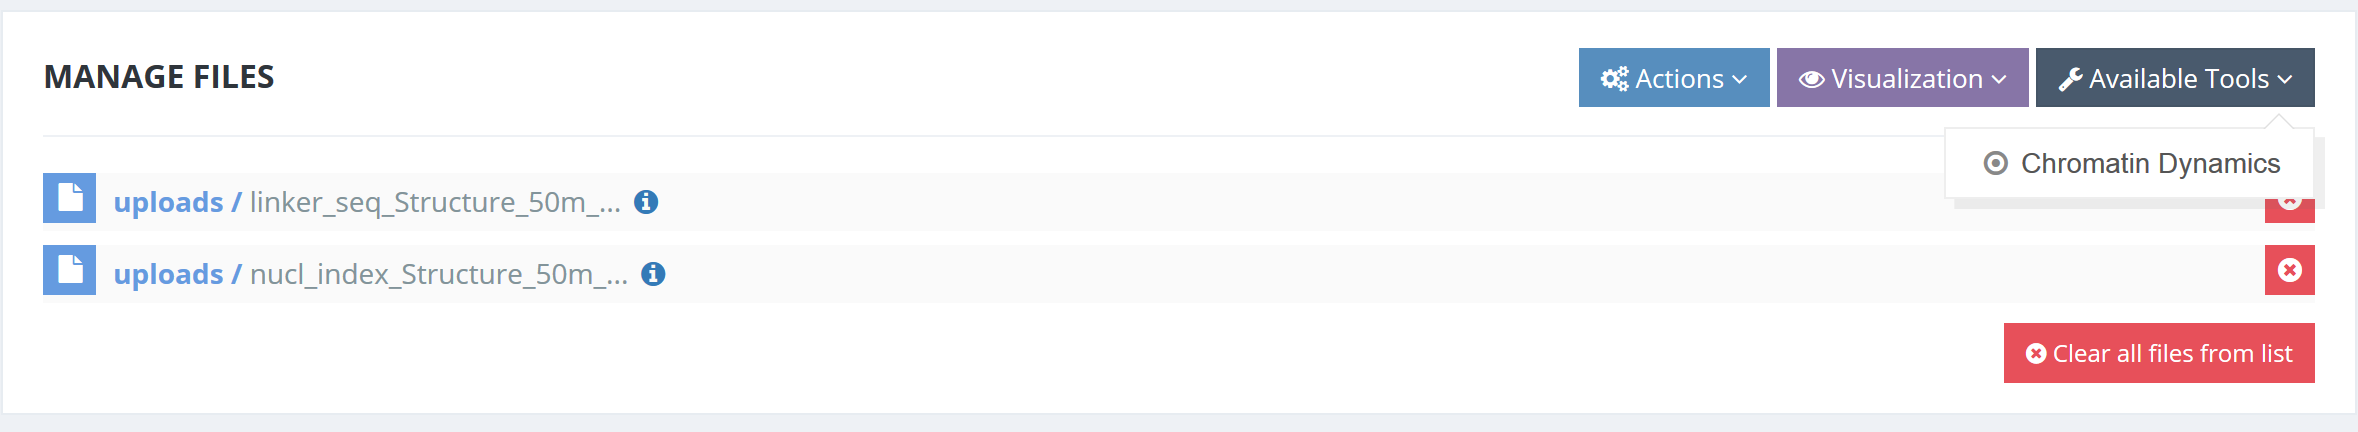 MANAGE FILES
Actions
Visualization
Available Tools
Chromatin Dynamics
uploads / linker_seq_Structure_50m_...
uploads / nucl_index_Structure_50m_...
Clear all files from list